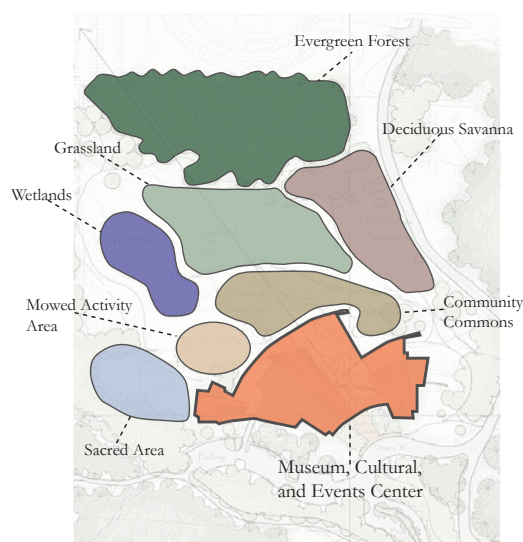 Evergreen Forest
Deciduous Savanna
Grassland
Wetlands
Mowed Activity
Area
Community
Commons
Sacred Area
Museum, Cultural,
and Events Center